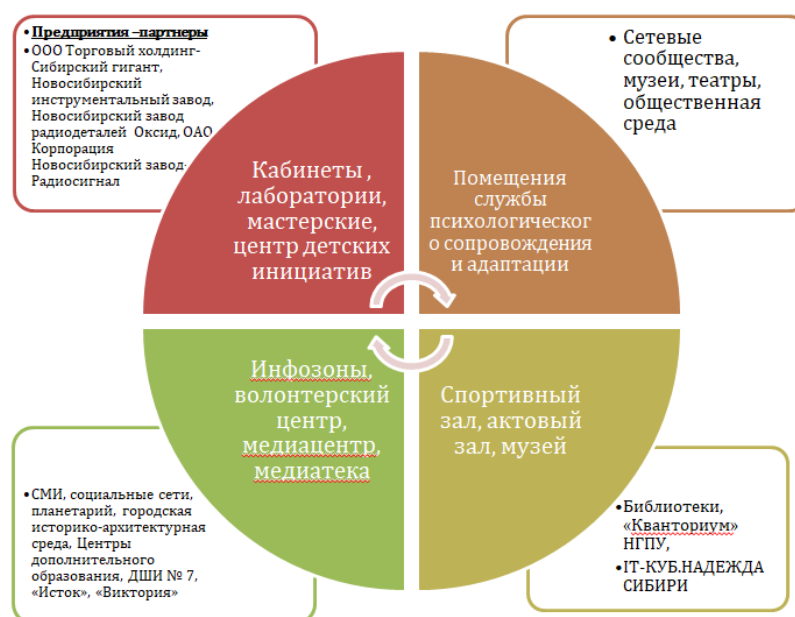 •Предприятия –партнеры
•ООО Торговый холдинг-
Сибирский гигант,
Новосибирский
инструментальный завод,
Новосибирский завод
радиодеталей Оксид, ОАО
Корпорация
Новосибирский завод-
Радиосигнал
• Сетевые
сообщества,
музеи, театры,
общественная
среда
Кабинеты ,
лаборатории,
мастерские,
центр детских
инициатив
Помещения
службы
психологическог
о сопровождения
и адаптации
Инфозоны,
волонтерский
центр,
медиацентр,
медиатека
Спортивный
зал, актовый
зал, музей
•СМИ, социальные сети,
планетарий, городская
историко-архитектурная
среда, Центры
дополнительного
образования, ДШИ № 7,
«Исток», «Виктория»
•Библиотеки,
«Кванториум»
НГПУ,
•IT-КУБ.НАДЕЖДА
СИБИРИ